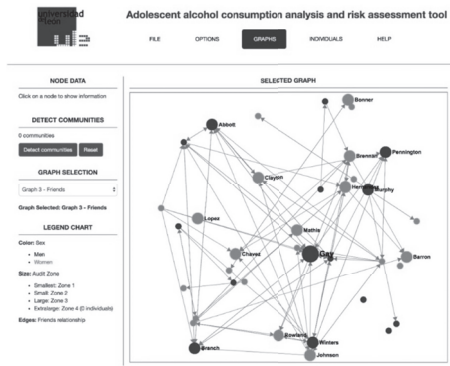 universidad
de león
Adolescent alcohol consumption analysis and risk assessment tool
FILE
OPTIONS
GRAPHS
INDIVIDUALS
HELP
NODE DATA
Click on a node to show information
DETECT COMMUNITIES
0 communities
Detect communities
Reset
GRAPH SELECTION
Graph 3 - Friends
Graph Selected: Graph 3 - Friends
LEGEND CHART
Color: Sex
• Men
• Women
Size: Audit Zone
• Smallest: Zone 1
• Small: Zone 2
• Large: Zone 3
• Extralarge: Zone 4 (0 individuals)
Edges: Friends relationship
SELECTED GRAPH
Bonner
Abbott
Brennan
Pennington
Clayton
Murphy
Lopez
Mathis
Chavez
Gay
Barron
Rowland
Branch
Winters
Johnson